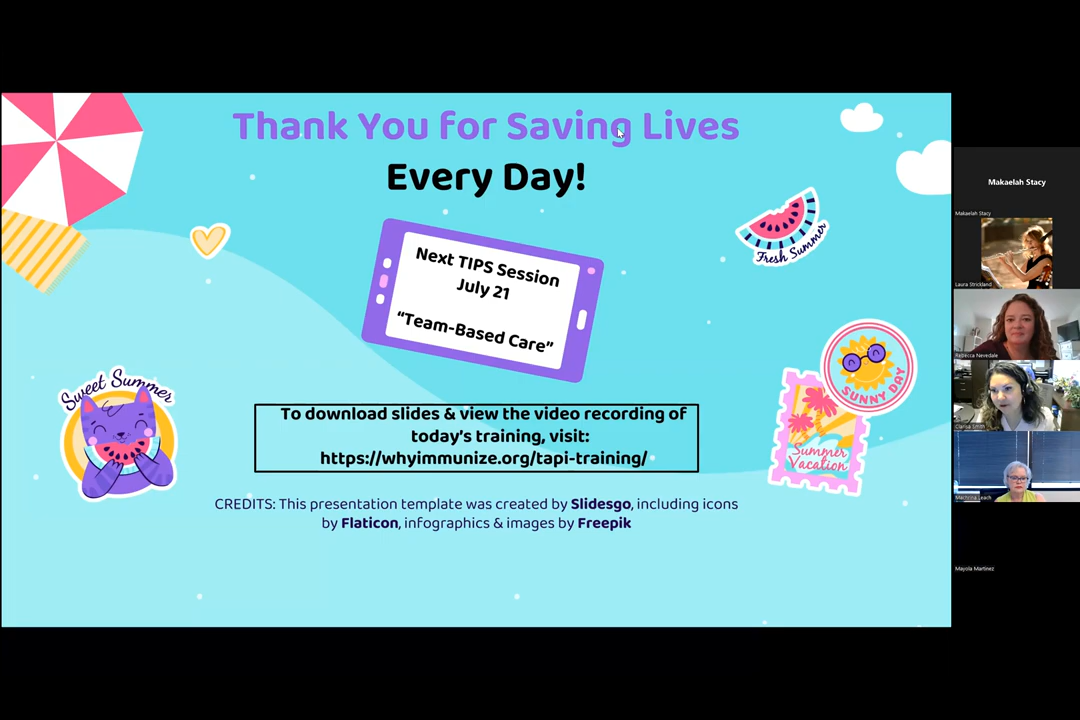 Thank You for Saving Lives
Every Day!
Next TIPS Session
July 21
“Team-Based Care”
Fresh Summer
Sweet Summer
SUNNY DAY
Summer
Vacation
To download slides & view the video recording of
today's training, visit:
https://whyimmunize.org/tapi-training/
CREDITS: This presentation template was created by Slidesgo, including icons
by Flaticon, infographics & images by Freepik
Makaelah Stacy
Makaelah Stacy
Laura Strickland
Rebecca Nevedale
Clarisa Smith
Mayola Martinez